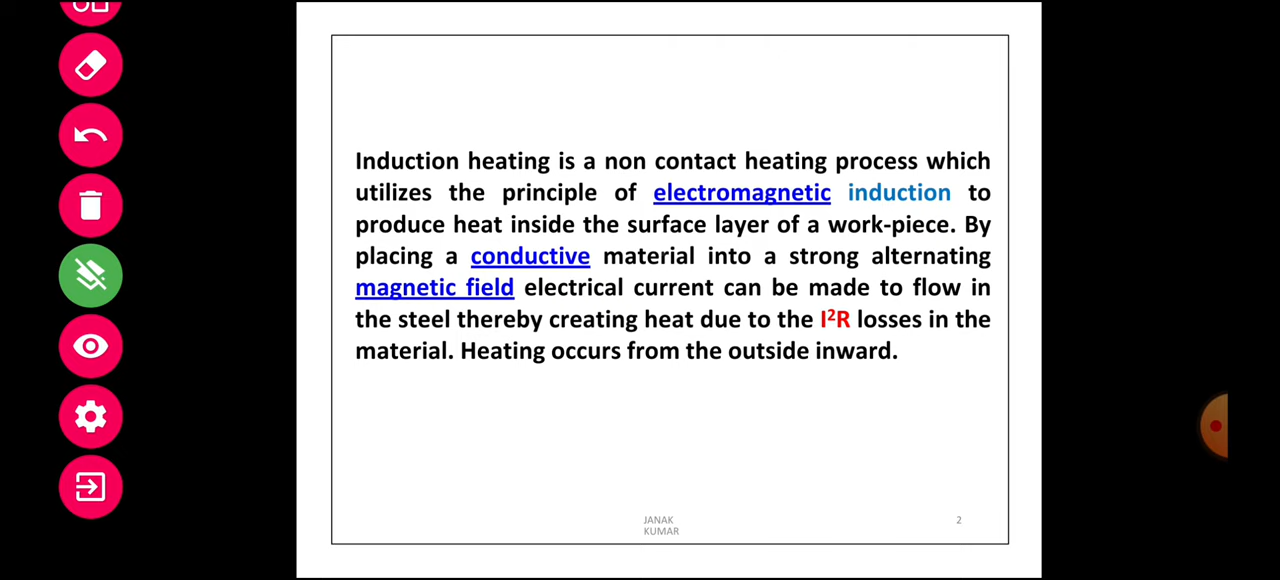 Induction heating is a non contact heating process which
utilizes the principle of electromagnetic induction to
produce heat inside the surface layer of a work-piece. By
placing a conductive material into a strong alternating
magnetic field electrical current can be made to flow in
the steel thereby creating heat due to the I²R losses in the
material. Heating occurs from the outside inward.
JANAK
KUMAR
2